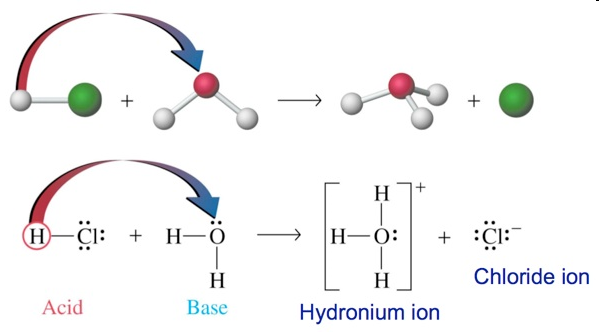 + +
H
H—Cl: + H—O H—O: + :Cl:−
+
H H
Chloride ion
Acid Base Hydronium ion